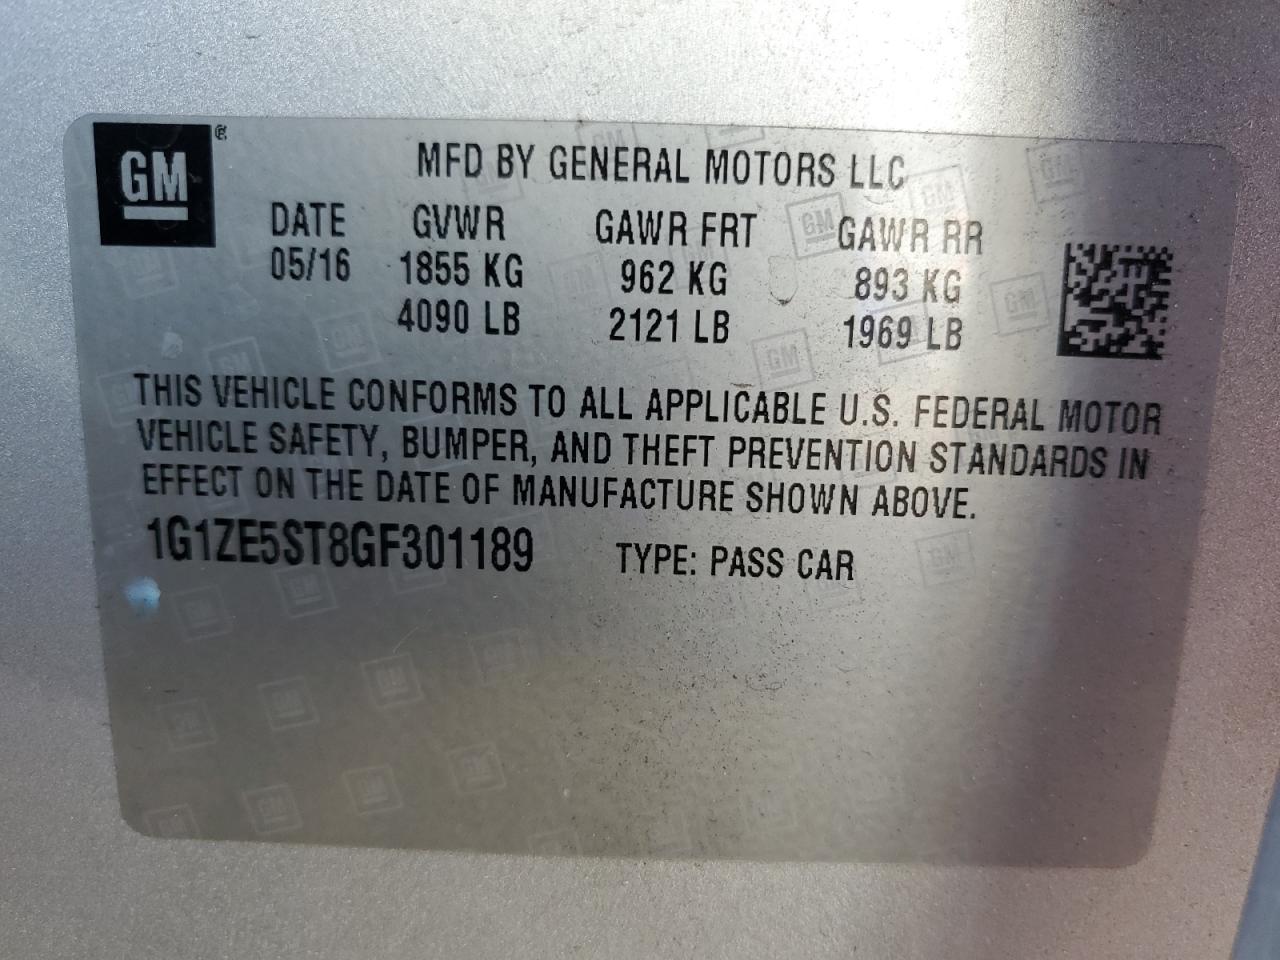 GM ®
MFD BY GENERAL MOTORS LLC
DATE GVWR GAWR FRT GAWR RR
05/16 1855 KG 962 KG 893 KG
4090 LB 2121 LB 1969 LB
THIS VEHICLE CONFORMS TO ALL APPLICABLE U.S. FEDERAL MOTOR
VEHICLE SAFETY, BUMPER, AND THEFT PREVENTION STANDARDS IN
EFFECT ON THE DATE OF MANUFACTURE SHOWN ABOVE.
1G1ZE5ST8GF301189 TYPE: PASS CAR